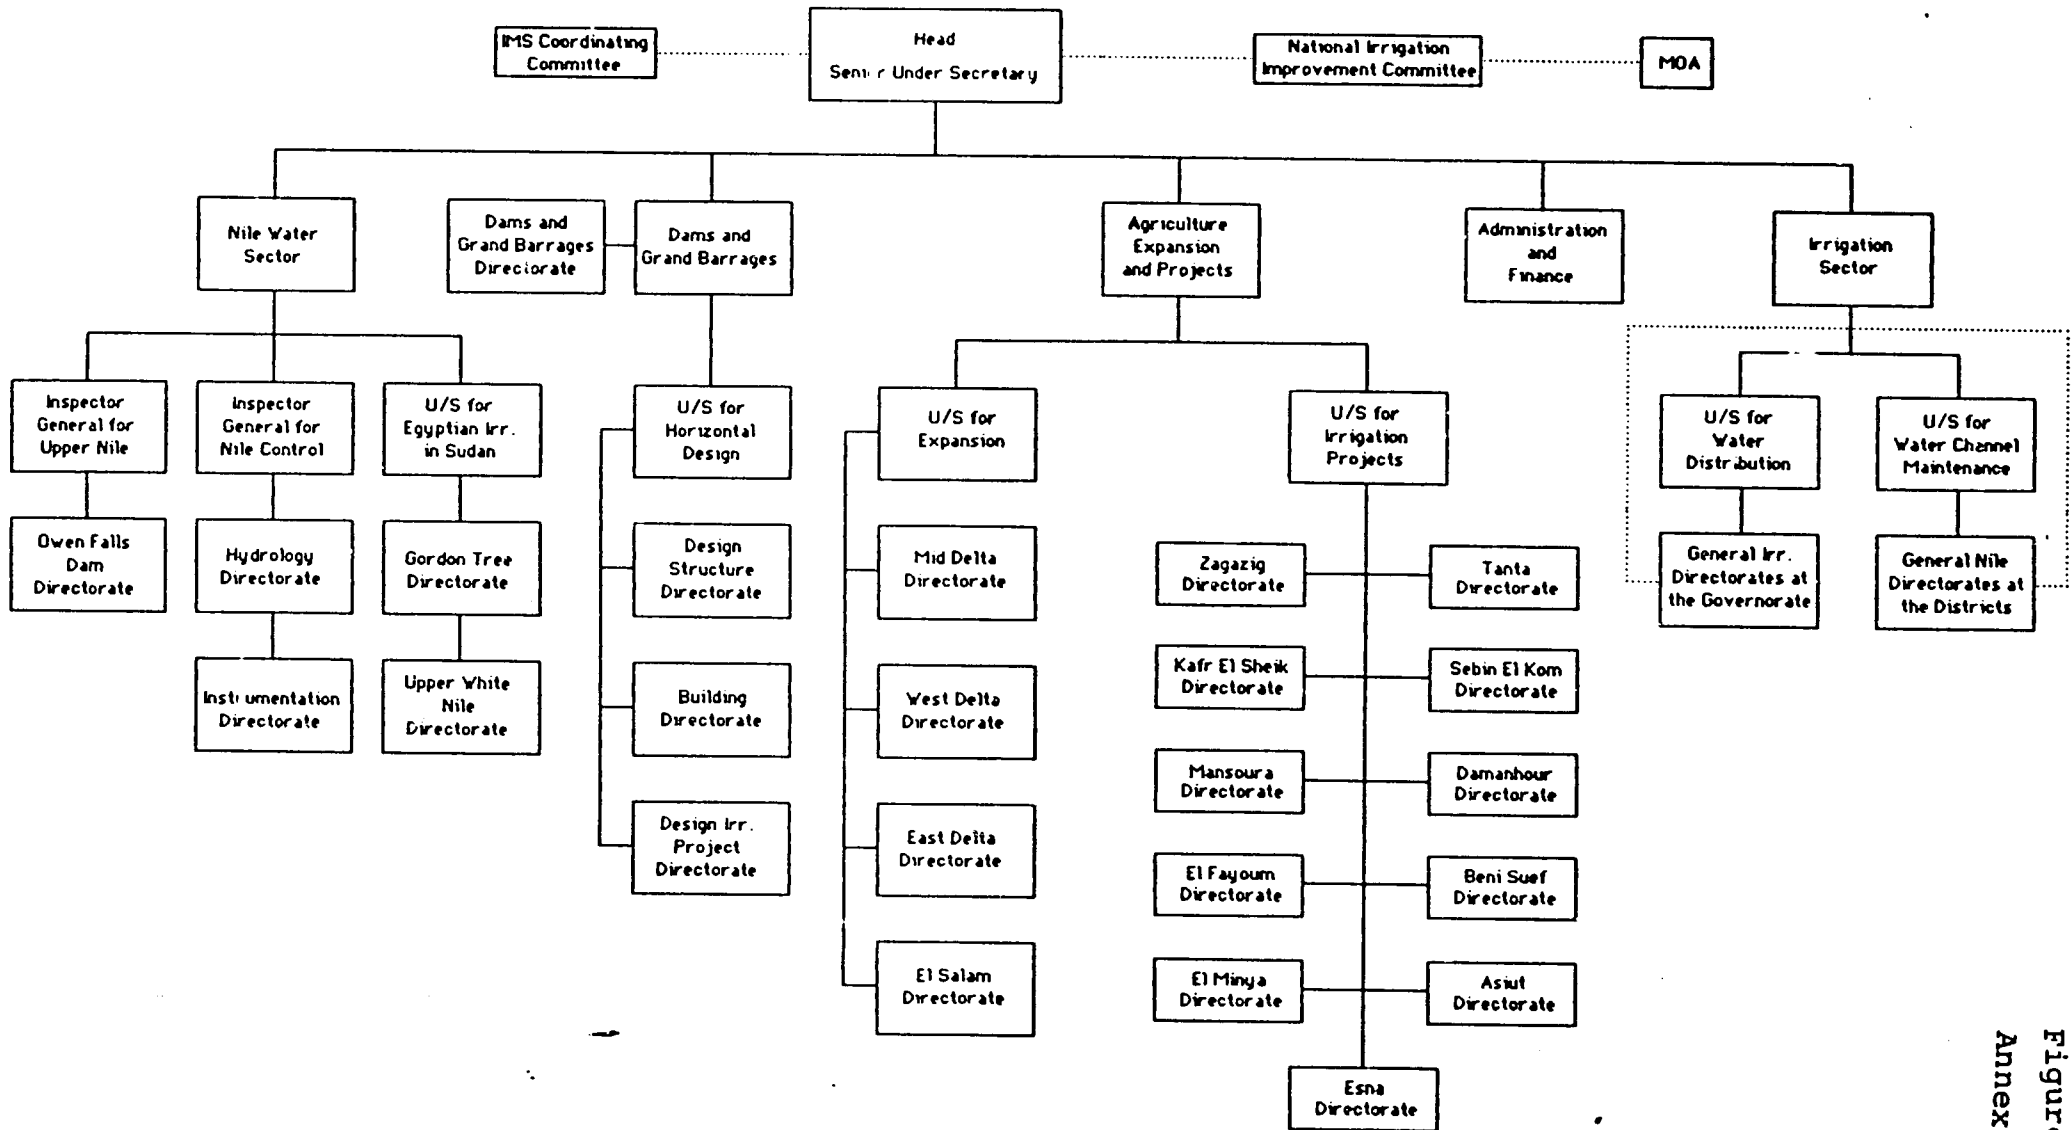 IMS Coordinating
Committee
Head
Senior Under Secretary
National Irrigation
Improvement Committee
MOA
Nile Water
Sector
Dams and
Grand Barrages
Directorate
Dams and
Grand Barrages
Agriculture
Expansion
and Projects
Administration
and
Finance
Irrigation
Sector
Inspector
General for
Upper Nile
Inspector
General for
Nile Control
U/S for
Egyptian Irr.
in Sudan
U/S for
Horizontal
Design
U/S for
Expansion
U/S for
Irrigation
Projects
U/S for
Water
Distribution
U/S for
Water Channel
Maintenance
Owen Falls
Dam
Directorate
Hydrology
Directorate
Gordon Tree
Directorate
Design
Structure
Directorate
Mid Delta
Directorate
Zagazig
Directorate
Tanta
Directorate
General Irr.
Directorates at
the Governorate
General Nile
Directorates at
the Districts
Instrumentation
Directorate
Upper White
Nile
Directorate
Building
Directorate
West Delta
Directorate
Kafr El Sheik
Directorate
Sebin El Kom
Directorate
Mansoura
Directorate
Damanhour
Directorate
Design Irr.
Project
Directorate
East Delta
Directorate
El Fayoum
Directorate
Beni Suef
Directorate
El Salam
Directorate
El Minya
Directorate
Asiut
Directorate
Esna
Directorate
Figure
Annex